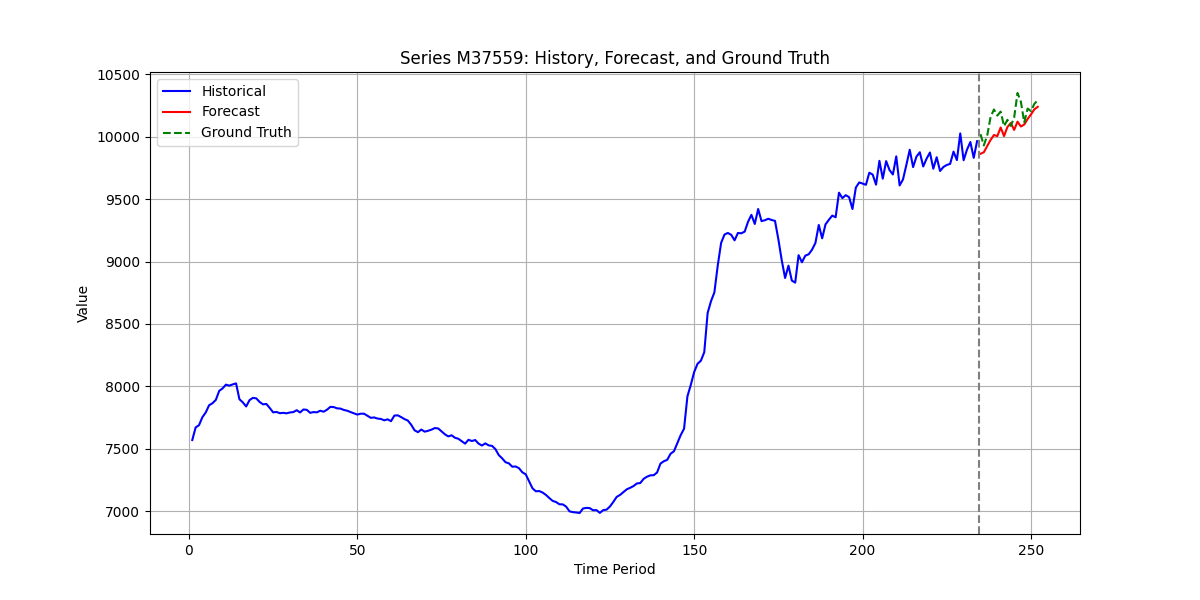 Series M37559: History, Forecast, and Ground Truth
Historical
Forecast
Ground Truth
Value
10500
10000
9500
9000
8500
8000
7500
7000
0 50 100 150 200 250
Time Period